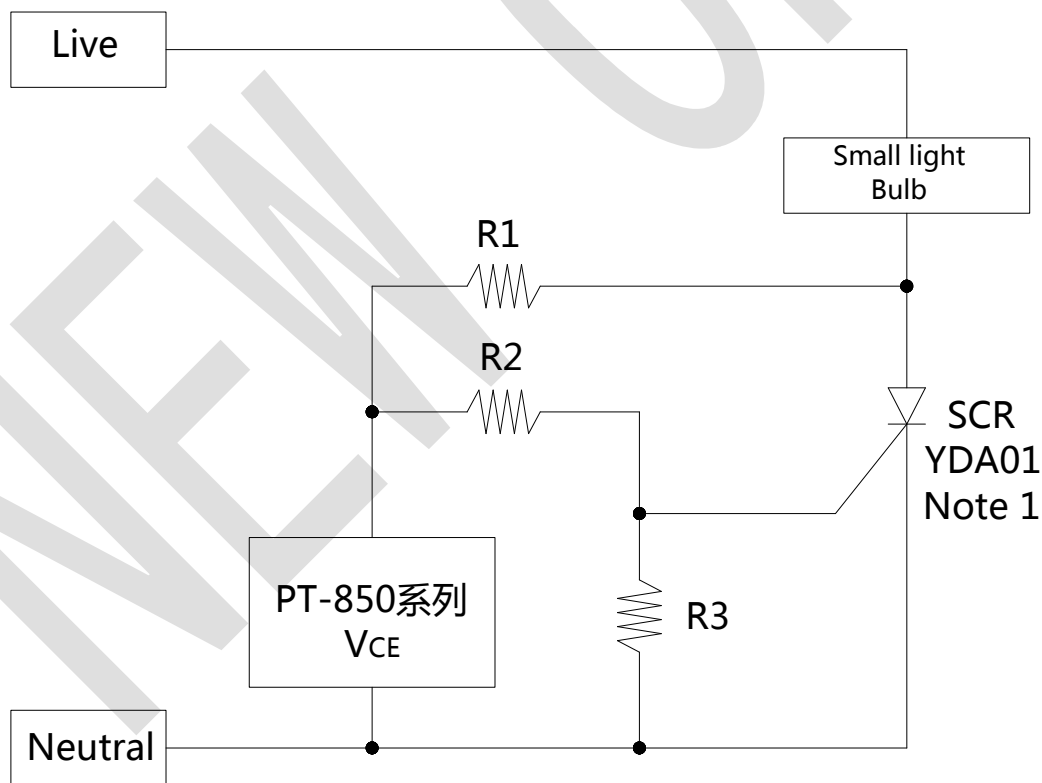 Live
Small light
Bulb
R1
R2
SCR
YDA01
Note 1
PT-850系列
VCE
R3
Neutral
NEW